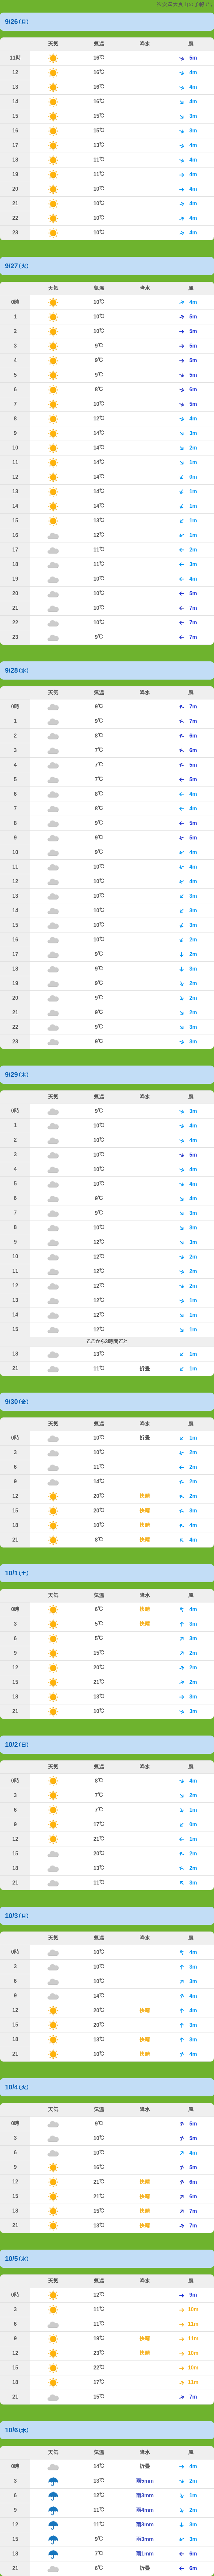 9/26(月)
天気 気温 降水 風
11時 16℃ 5m
12 16℃ 4m
13 16℃ 4m
14 16℃ 4m
15 15℃ 3m
16 15℃ 3m
17 13℃ 4m
18 11℃ 4m
19 11℃ 4m
20 10℃ 4m
21 10℃ 4m
22 10℃ 4m
23 10℃ 4m
9/27(火)
天気 気温 降水 風
0時 10℃ 4m
1 10℃ 5m
2 10℃ 5m
3 9℃ 5m
4 9℃ 5m
5 9℃ 5m
6 8℃ 6m
7 10℃ 5m
8 12℃ 4m
9 14℃ 3m
10 14℃ 2m
11 14℃ 1m
12 14℃ 0m
13 14℃ 1m
14 14℃ 1m
15 13℃ 1m
16 12℃ 1m
17 11℃ 2m
18 11℃ 3m
19 10℃ 4m
20 10℃ 5m
21 10℃ 7m
22 10℃ 7m
23 9℃ 7m
9/28(水)
天気 気温 降水 風
0時 9℃ 7m
1 9℃ 7m
2 8℃ 6m
3 7℃ 6m
4 7℃ 5m
5 7℃ 5m
6 8℃ 4m
7 8℃ 4m
8 9℃ 5m
9 9℃ 5m
10 9℃ 4m
11 10℃ 4m
12 10℃ 4m
13 10℃ 3m
14 10℃ 3m
15 10℃ 3m
16 10℃ 2m
17 9℃ 2m
18 9℃ 3m
19 9℃ 2m
20 9℃ 2m
21 9℃ 2m
22 9℃ 3m
23 9℃ 3m
9/29(木)
天気 気温 降水 風
0時 9℃ 3m
1 10℃ 4m
2 10℃ 4m
3 10℃ 5m
4 10℃ 4m
5 10℃ 4m
6 9℃ 4m
7 9℃ 3m
8 10℃ 3m
9 12℃ 3m
10 12℃ 2m
11 12℃ 2m
12 12℃ 2m
13 12℃ 1m
14 12℃ 1m
15 12℃ 1m
ここから3時間ごと
18 13℃ 1m
21 11℃ 折畳 1m
9/30(金)
天気 気温 降水 風
0時 10℃ 折畳 1m
3 10℃ 2m
6 11℃ 2m
9 14℃ 2m
12 20℃ 快晴 2m
15 20℃ 快晴 3m
18 10℃ 快晴 4m
21 8℃ 快晴 4m
10/1(土)
天気 気温 降水 風
0時 6℃ 快晴 4m
3 5℃ 快晴 3m
6 5℃ 3m
9 15℃ 2m
12 20℃ 2m
15 21℃ 2m
18 13℃ 3m
21 10℃ 3m
10/2(日)
天気 気温 降水 風
0時 8℃ 4m
3 7℃ 2m
6 7℃ 1m
9 17℃ 0m
12 21℃ 1m
15 20℃ 2m
18 13℃ 2m
21 11℃ 3m
10/3(月)
天気 気温 降水 風
0時 10℃ 4m
3 10℃ 3m
6 10℃ 3m
9 14℃ 4m
12 20℃ 快晴 4m
15 20℃ 3m
18 13℃ 快晴 3m
21 10℃ 快晴 4m
10/4(火)
天気 気温 降水 風
0時 9℃ 5m
3 10℃ 5m
6 10℃ 4m
9 16℃ 5m
12 21℃ 快晴 6m
15 21℃ 快晴 6m
18 15℃ 快晴 7m
21 13℃ 快晴 7m
10/5(水)
天気 気温 降水 風
0時 12℃ 9m
3 11℃ 10m
6 11℃ 11m
9 19℃ 快晴 11m
12 23℃ 快晴 10m
15 22℃ 10m
18 17℃ 11m
21 15℃ 7m
10/6(木)
天気 気温 降水 風
0時 14℃ 折畳 4m
3 13℃ 雨5mm 2m
6 12℃ 雨3mm 1m
9 11℃ 雨4mm 2m
12 11℃ 雨3mm 3m
15 9℃ 雨3mm 3m
18 7℃ 雨1mm 6m
21 6℃ 折畳 6m